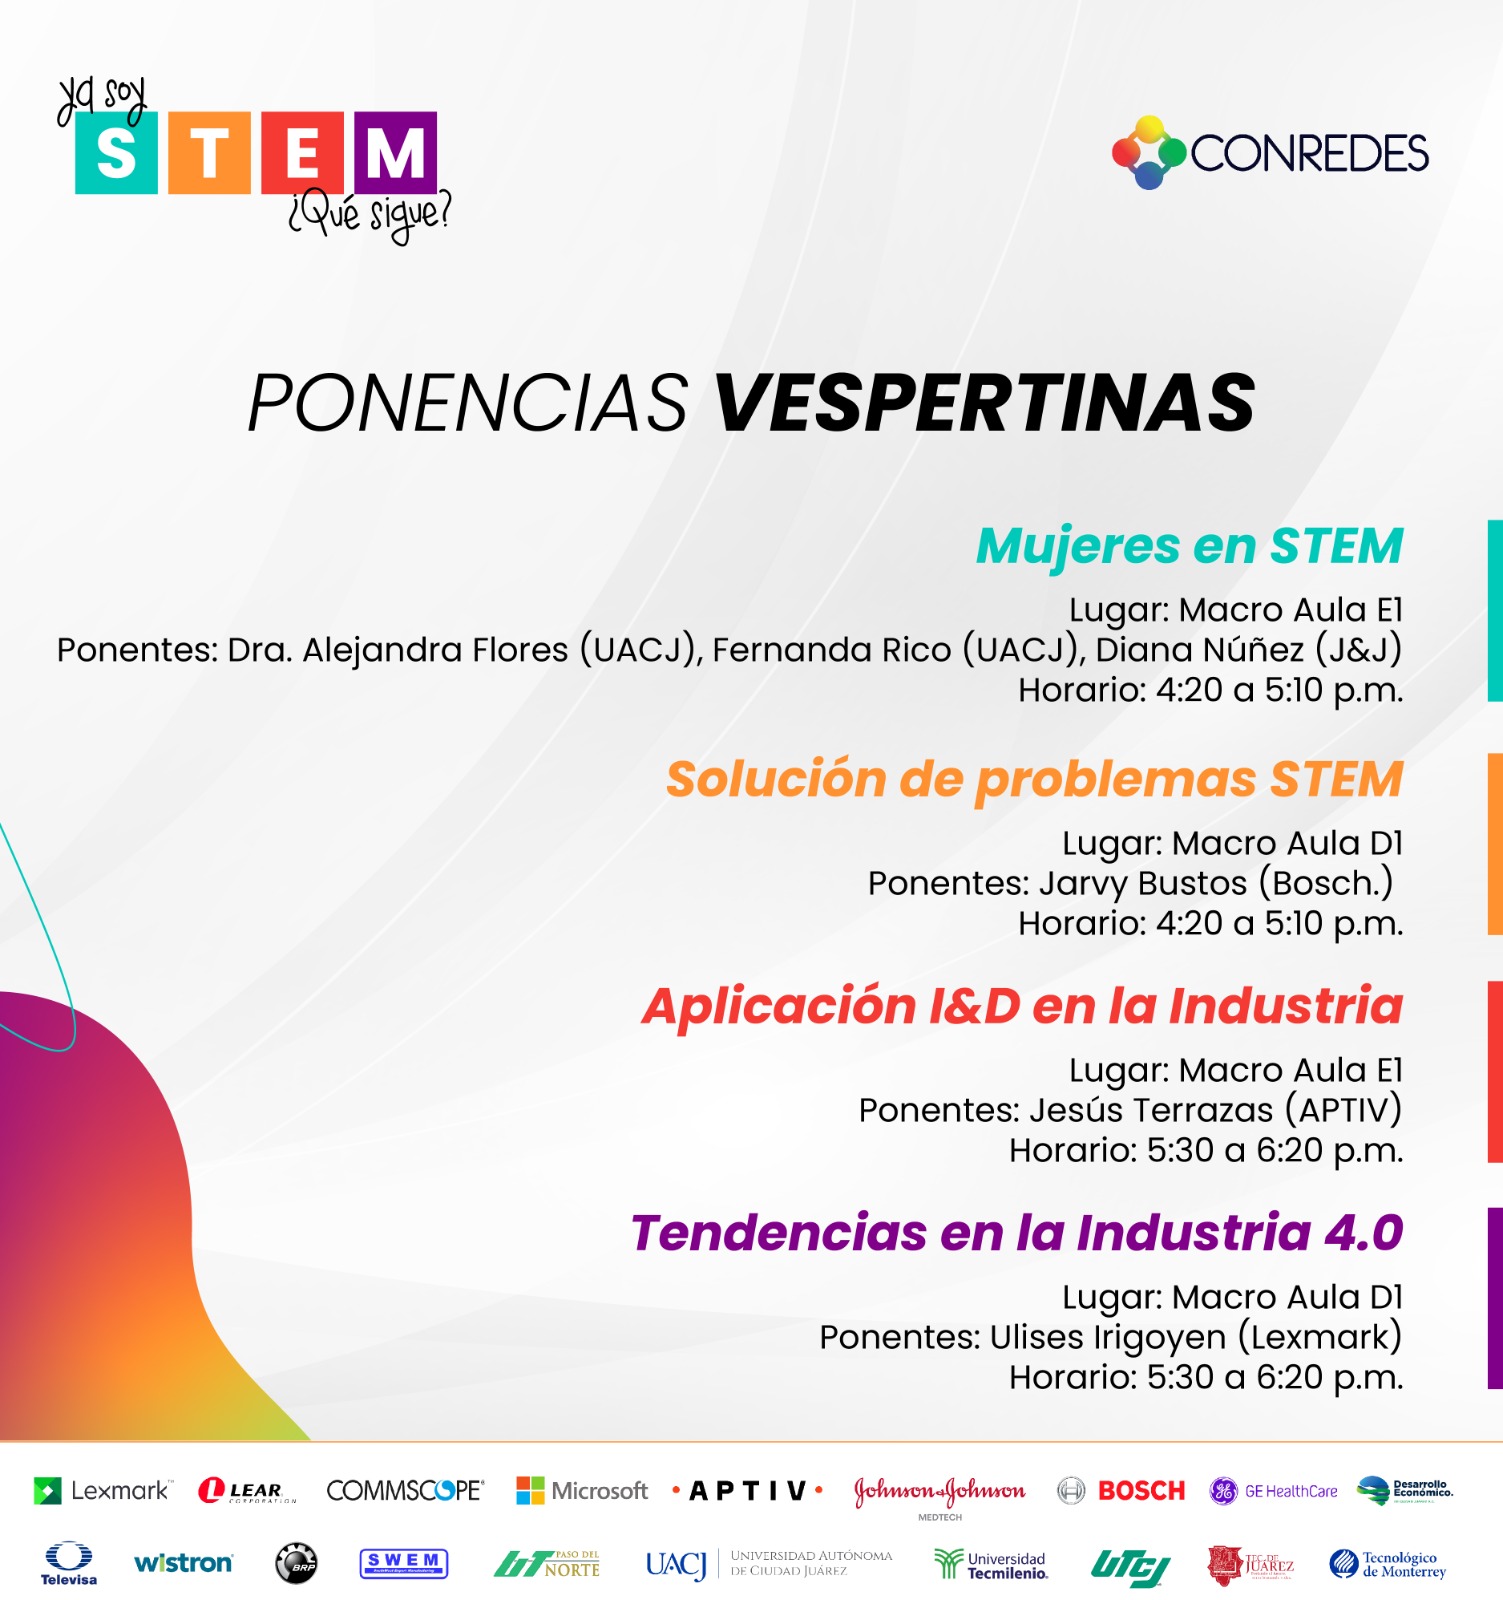 ya soy
STEM
¿Qué sigue?
CONREDES
PONENCIAS VESPERTINAS
Mujeres en STEM
Lugar: Macro Aula E1
Ponentes: Dra. Alejandra Flores (UACJ), Fernanda Rico (UACJ), Diana Núñez (J&J)
Horario: 4:20 a 5:10 p.m.
Solución de problemas STEM
Lugar: Macro Aula D1
Ponentes: Jarvy Bustos (Bosch.)
Horario: 4:20 a 5:10 p.m.
Aplicación I&D en la Industria
Lugar: Macro Aula E1
Ponentes: Jesús Terrazas (APTIV)
Horario: 5:30 a 6:20 p.m.
Tendencias en la Industria 4.0
Lugar: Macro Aula D1
Ponentes: Ulises Irigoyen (Lexmark)
Horario: 5:30 a 6:20 p.m.
Lexmark™
LEAR
CORPORATION
COMMSCOPE®
Microsoft
• APTIV •
Johnson&Johnson
MEDTECH
BOSCH
GE HealthCare
Desarrollo
Económico.
Televisa
wistron
BRP
SWEM
UT PASO DEL
NORTE
UACJ
UNIVERSIDAD AUTÓNOMA
DE CIUDAD JUÁREZ
Universidad
Tecmilenio.
UTCJ
TEC. DE
JUÁREZ
Tecnológico
de Monterrey